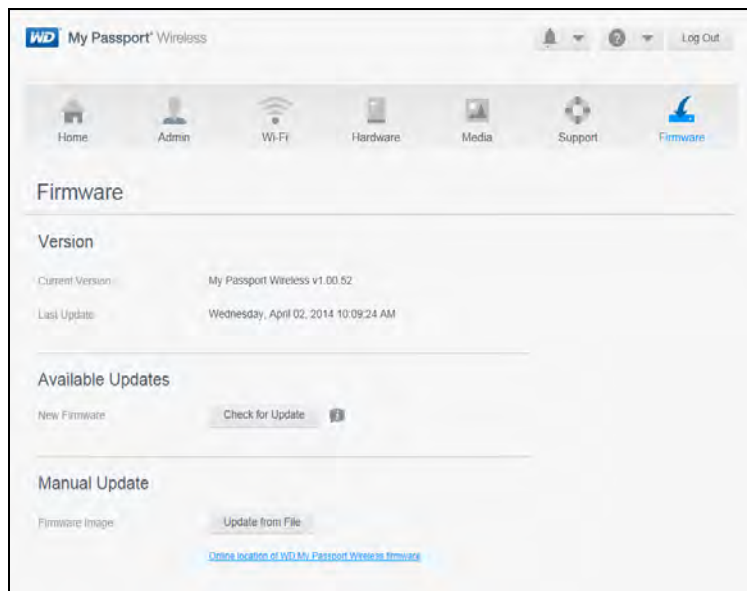 WD My Passport® Wireless Log Out
Home Admin Wi-Fi Hardware Media Support Firmware
Firmware
Version
Current Version My Passport Wireless v1.00.52
Last Update Wednesday, April 02, 2014 10:09:24 AM
Available Updates
New Firmware Check for Update
Manual Update
Firmware Image Update from File
Online location of WD My Passport Wireless firmware